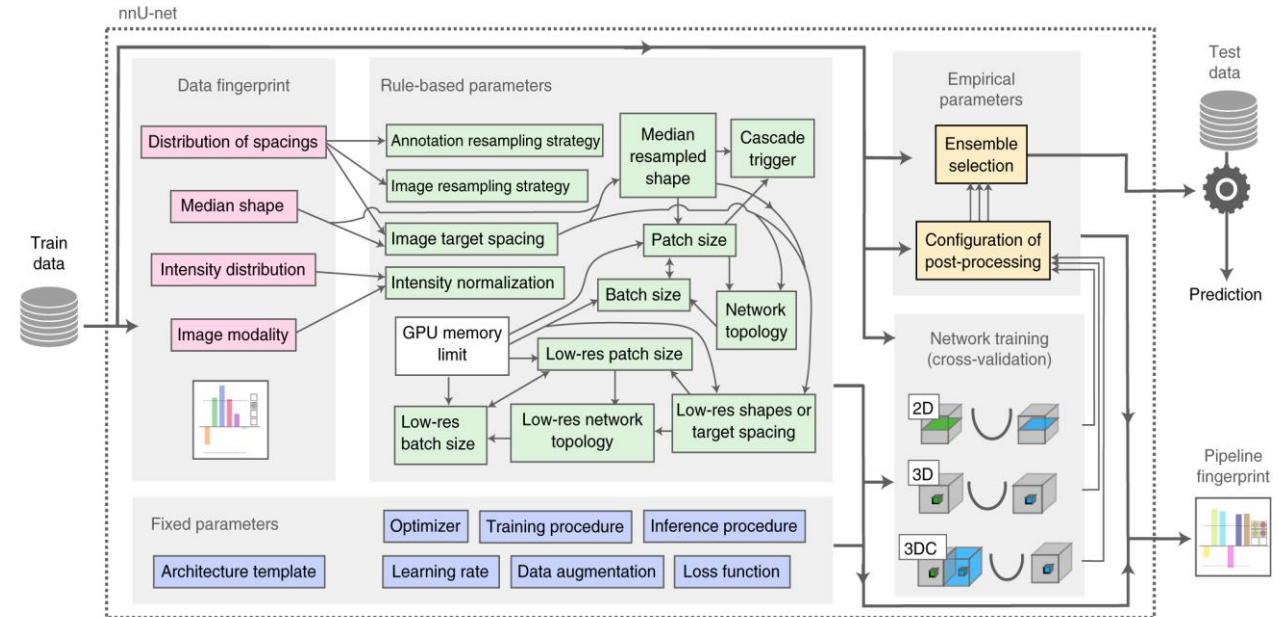 nnU-net
Train
data
Data fingerprint
Distribution of spacings
Median shape
Intensity distribution
Image modality
Rule-based parameters
Annotation resampling strategy
Image resampling strategy
Image target spacing
Intensity normalization
Median
resampled
shape
Cascade
trigger
Patch size
Batch size
Network
topology
GPU memory
limit
Low-res patch size
Low-res
batch size
Low-res network
topology
Low-res shapes or
target spacing
Fixed parameters
Optimizer
Training procedure
Inference procedure
Architecture template
Learning rate
Data augmentation
Loss function
Empirical
parameters
Ensemble
selection
Configuration of
post-processing
Network training
(cross-validation)
2D
3D
3DC
Test
data
Prediction
Pipeline
fingerprint